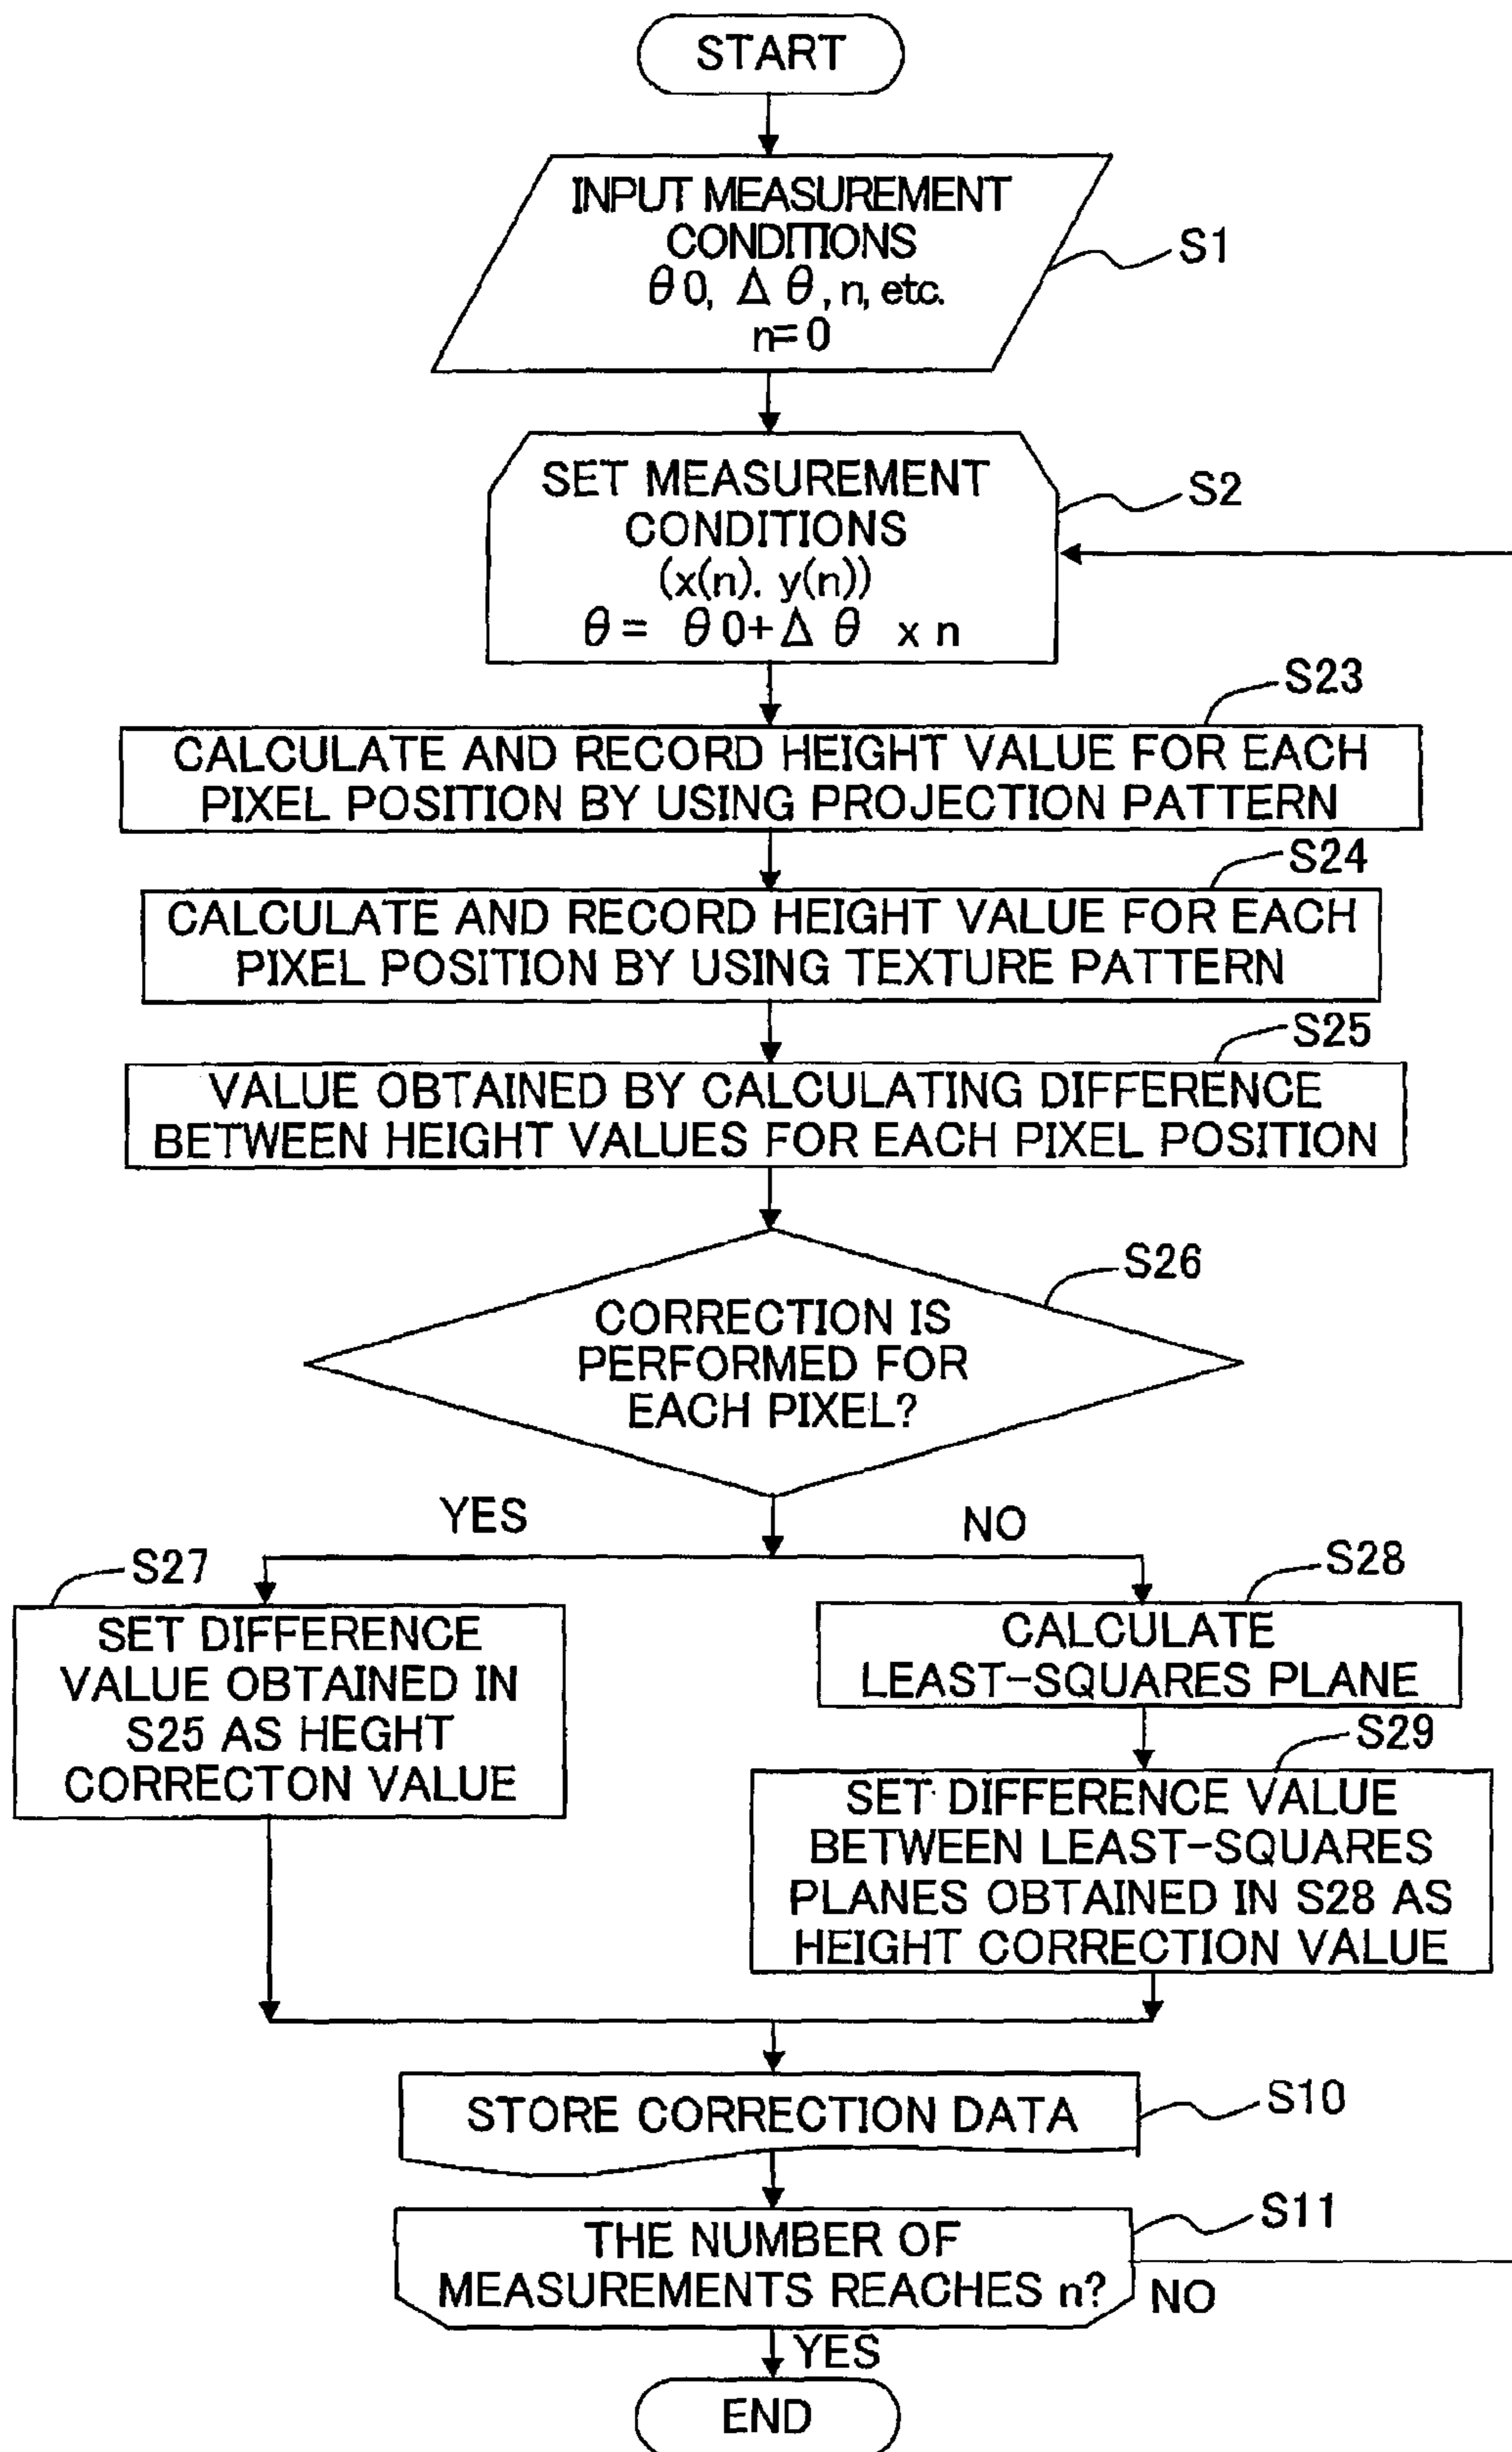 START
INPUT MEASUREMENT
CONDITIONS
θ0, Δθ, n, etc.
n=0
S1
SET MEASUREMENT
CONDITIONS
(x(n). y(n))
θ= θ0+Δθ x n
S2
S23
CALCULATE AND RECORD HEIGHT VALUE FOR EACH
PIXEL POSITION BY USING PROJECTION PATTERN
S24
CALCULATE AND RECORD HEIGHT VALUE FOR EACH
PIXEL POSITION BY USING TEXTURE PATTERN
S25
VALUE OBTAINED BY CALCULATING DIFFERENCE
BETWEEN HEIGHT VALUES FOR EACH PIXEL POSITION
S26
CORRECTION IS
PERFORMED FOR
EACH PIXEL?
YES
NO
S27
SET DIFFERENCE
VALUE OBTAINED IN
S25 AS HEGHT
CORRECTON VALUE
S28
CALCULATE
LEAST-SQUARES PLANE
S29
SET DIFFERENCE VALUE
BETWEEN LEAST-SQUARES
PLANES OBTAINED IN S28 AS
HEIGHT CORRECTION VALUE
STORE CORRECTION DATA
S10
THE NUMBER OF
MEASUREMENTS REACHES n?
S11
NO
YES
END